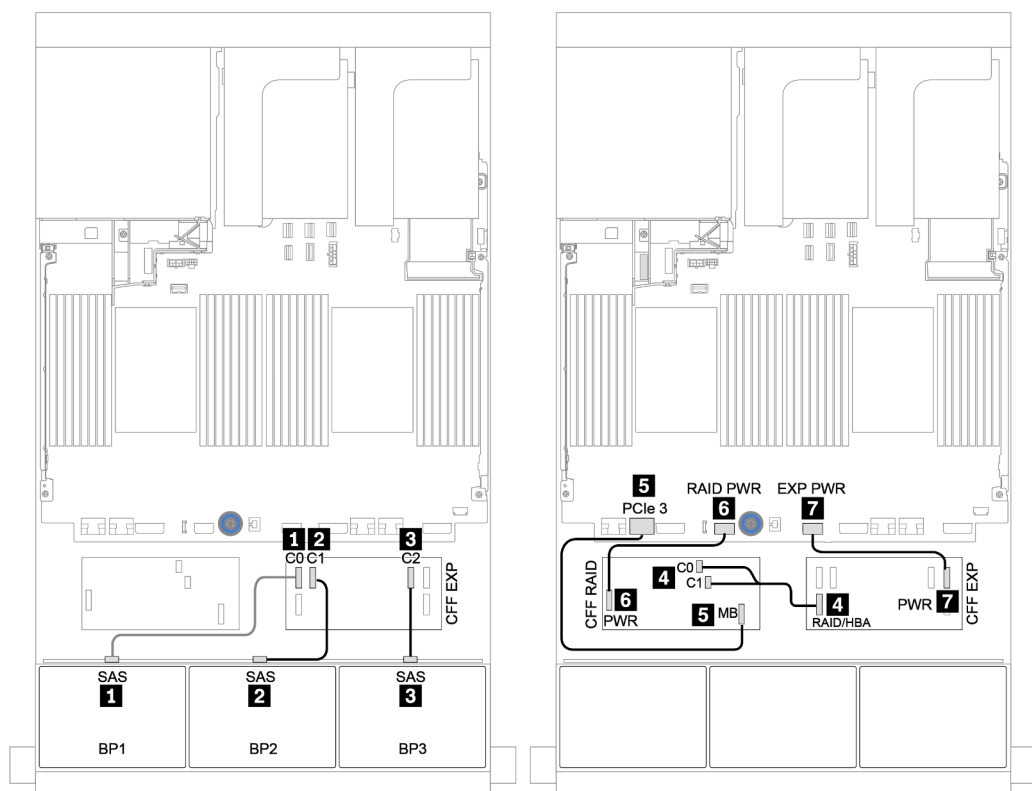 1 2 3
C0 C1 C2
CFF EXP
SAS SAS SAS
1 2 3
BP1 BP2 BP3
5 RAID PWR EXP PWR
PCIe 3 6 7
CFF RAID
4 C0
C1
6
PWR
5 MB
4
RAID/HBA
PWR 7
CFF EXP